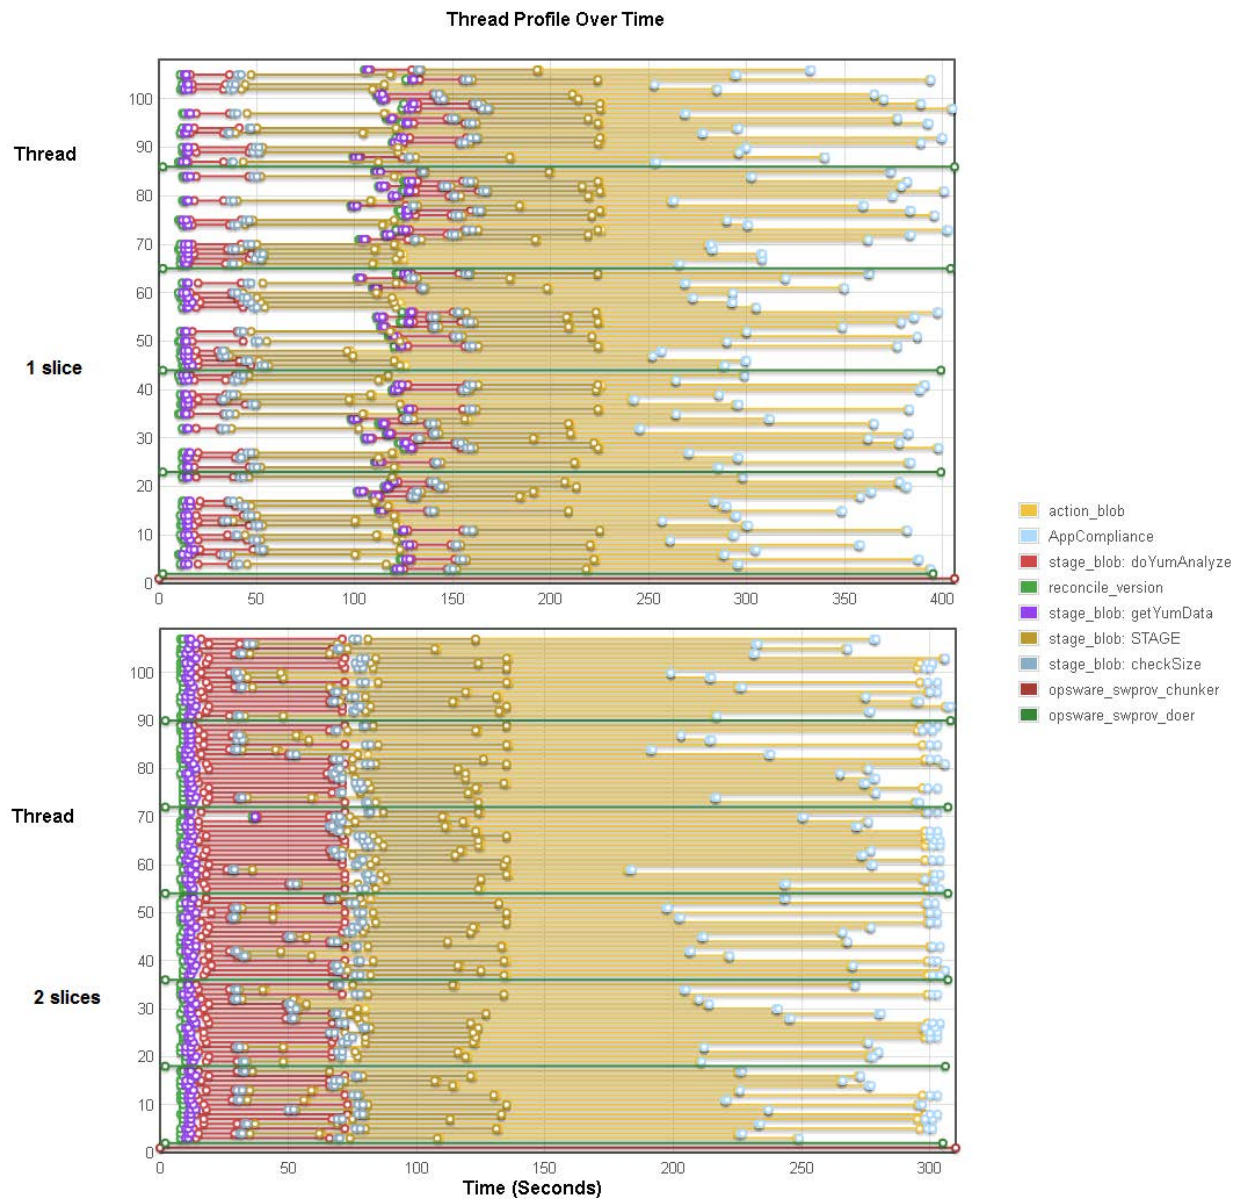 Thread Profile Over Time
100
90
80
70
60
50
40
30
20
10
0
Thread
1 slice
0 50 100 150 200 250 300 350 400
100
90
80
70
60
50
40
30
20
10
0
Thread
2 slices
0 50 100 150 200 250 300
Time (Seconds)
action_blob
AppCompliance
stage_blob: doYumAnalyze
reconcile_version
stage_blob: getYumData
stage_blob: STAGE
stage_blob: checkSize
opsware_swprov_chunker
opsware_swprov_doer